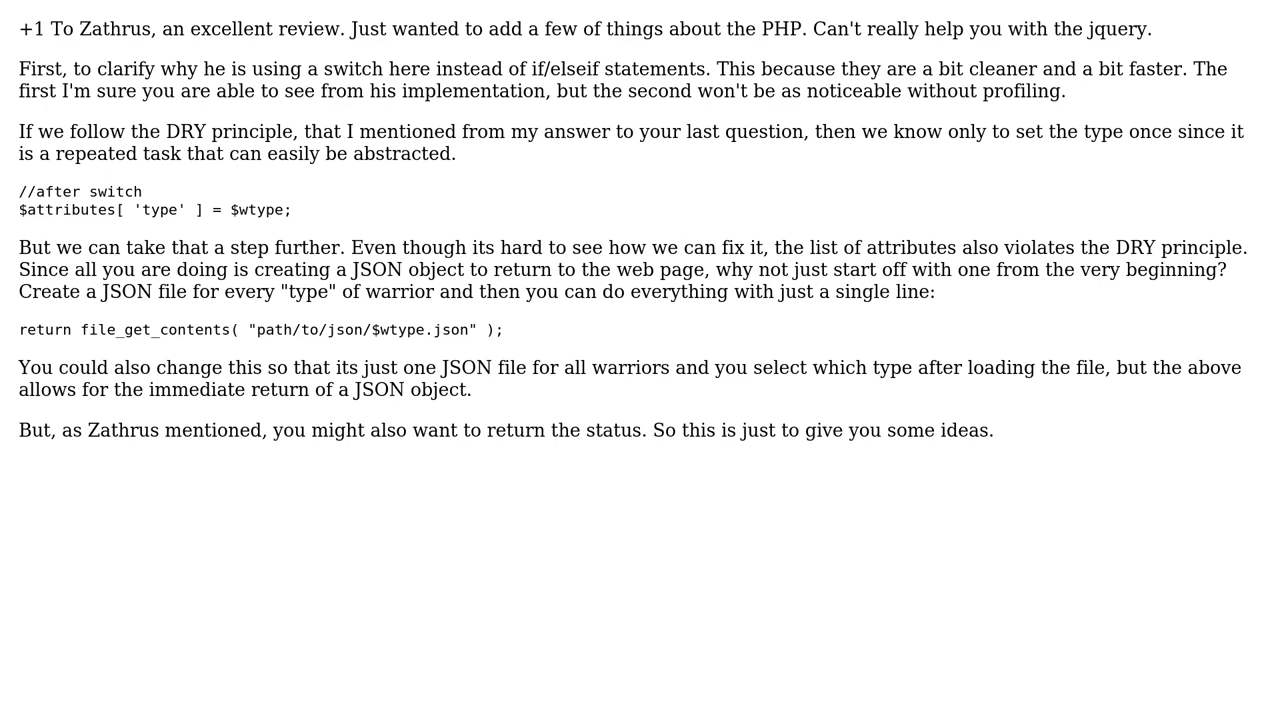 +1 To Zathrus, an excellent review. Just wanted to add a few of things about the PHP. Can't really help you with the jquery.
First, to clarify why he is using a switch here instead of if/elseif statements. This because they are a bit cleaner and a bit faster. The
first I'm sure you are able to see from his implementation, but the second won't be as noticeable without profiling.
If we follow the DRY principle, that I mentioned from my answer to your last question, then we know only to set the type once since it
is a repeated task that can easily be abstracted.
//after switch
$attributes[ 'type' ] = $wtype;
But we can take that a step further. Even though its hard to see how we can fix it, the list of attributes also violates the DRY principle.
Since all you are doing is creating a JSON object to return to the web page, why not just start off with one from the very beginning?
Create a JSON file for every "type" of warrior and then you can do everything with just a single line:
return file_get_contents( "path/to/json/$wtype.json" );
You could also change this so that its just one JSON file for all warriors and you select which type after loading the file, but the above
allows for the immediate return of a JSON object.
But, as Zathrus mentioned, you might also want to return the status. So this is just to give you some ideas.